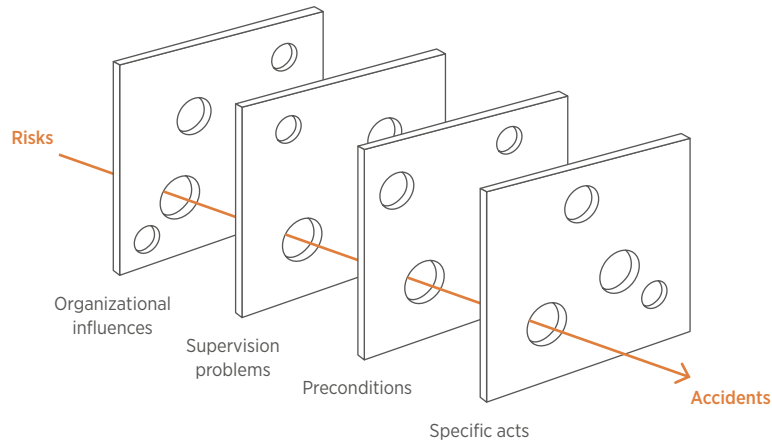 Risks
Organizational
influences
Supervision
problems
Preconditions
Specific acts
Accidents